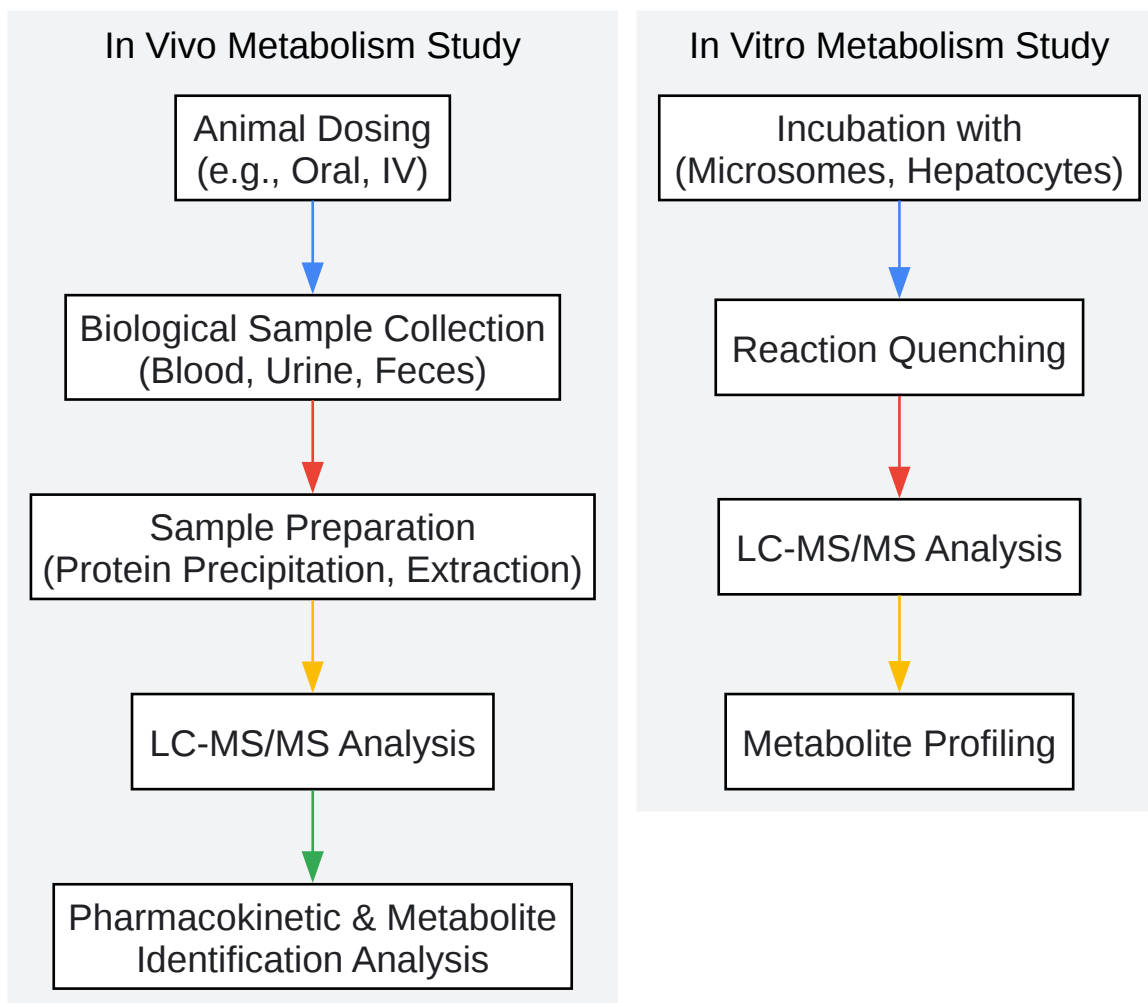 In Vivo Metabolism Study
Animal Dosing
(e.g., Oral, IV)
Biological Sample Collection
(Blood, Urine, Feces)
Sample Preparation
(Protein Precipitation, Extraction)
LC-MS/MS Analysis
Pharmacokinetic & Metabolite
Identification Analysis
In Vitro Metabolism Study
Incubation with
(Microsomes, Hepatocytes)
Reaction Quenching
LC-MS/MS Analysis
Metabolite Profiling